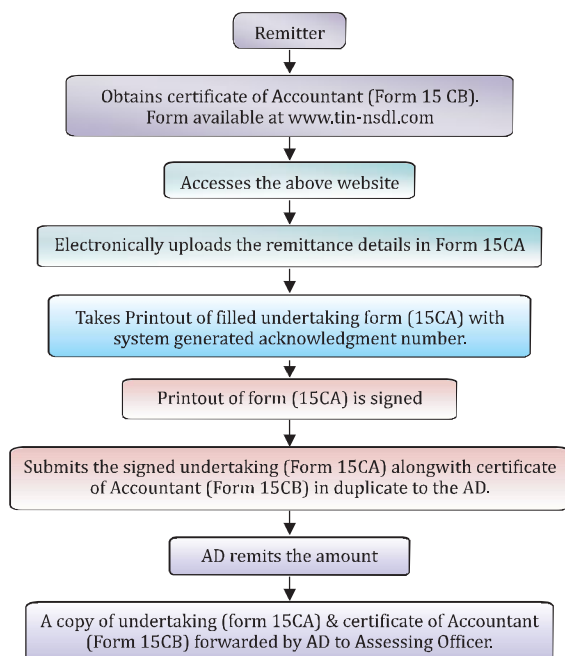 Remitter
Obtains certificate of Accountant (Form 15 CB).
Form available at www.tin-nsdl.com
Accesses the above website
Electronically uploads the remittance details in Form 15CA
Takes Printout of filled undertaking form (15CA) with
system generated acknowledgment number.
Printout of form (15CA) is signed
Submits the signed undertaking (Form 15CA) alongwith certificate
of Accountant (Form 15CB) in duplicate to the AD.
AD remits the amount
A copy of undertaking (form 15CA) & certificate of Accountant
(Form 15CB) forwarded by AD to Assessing Officer.